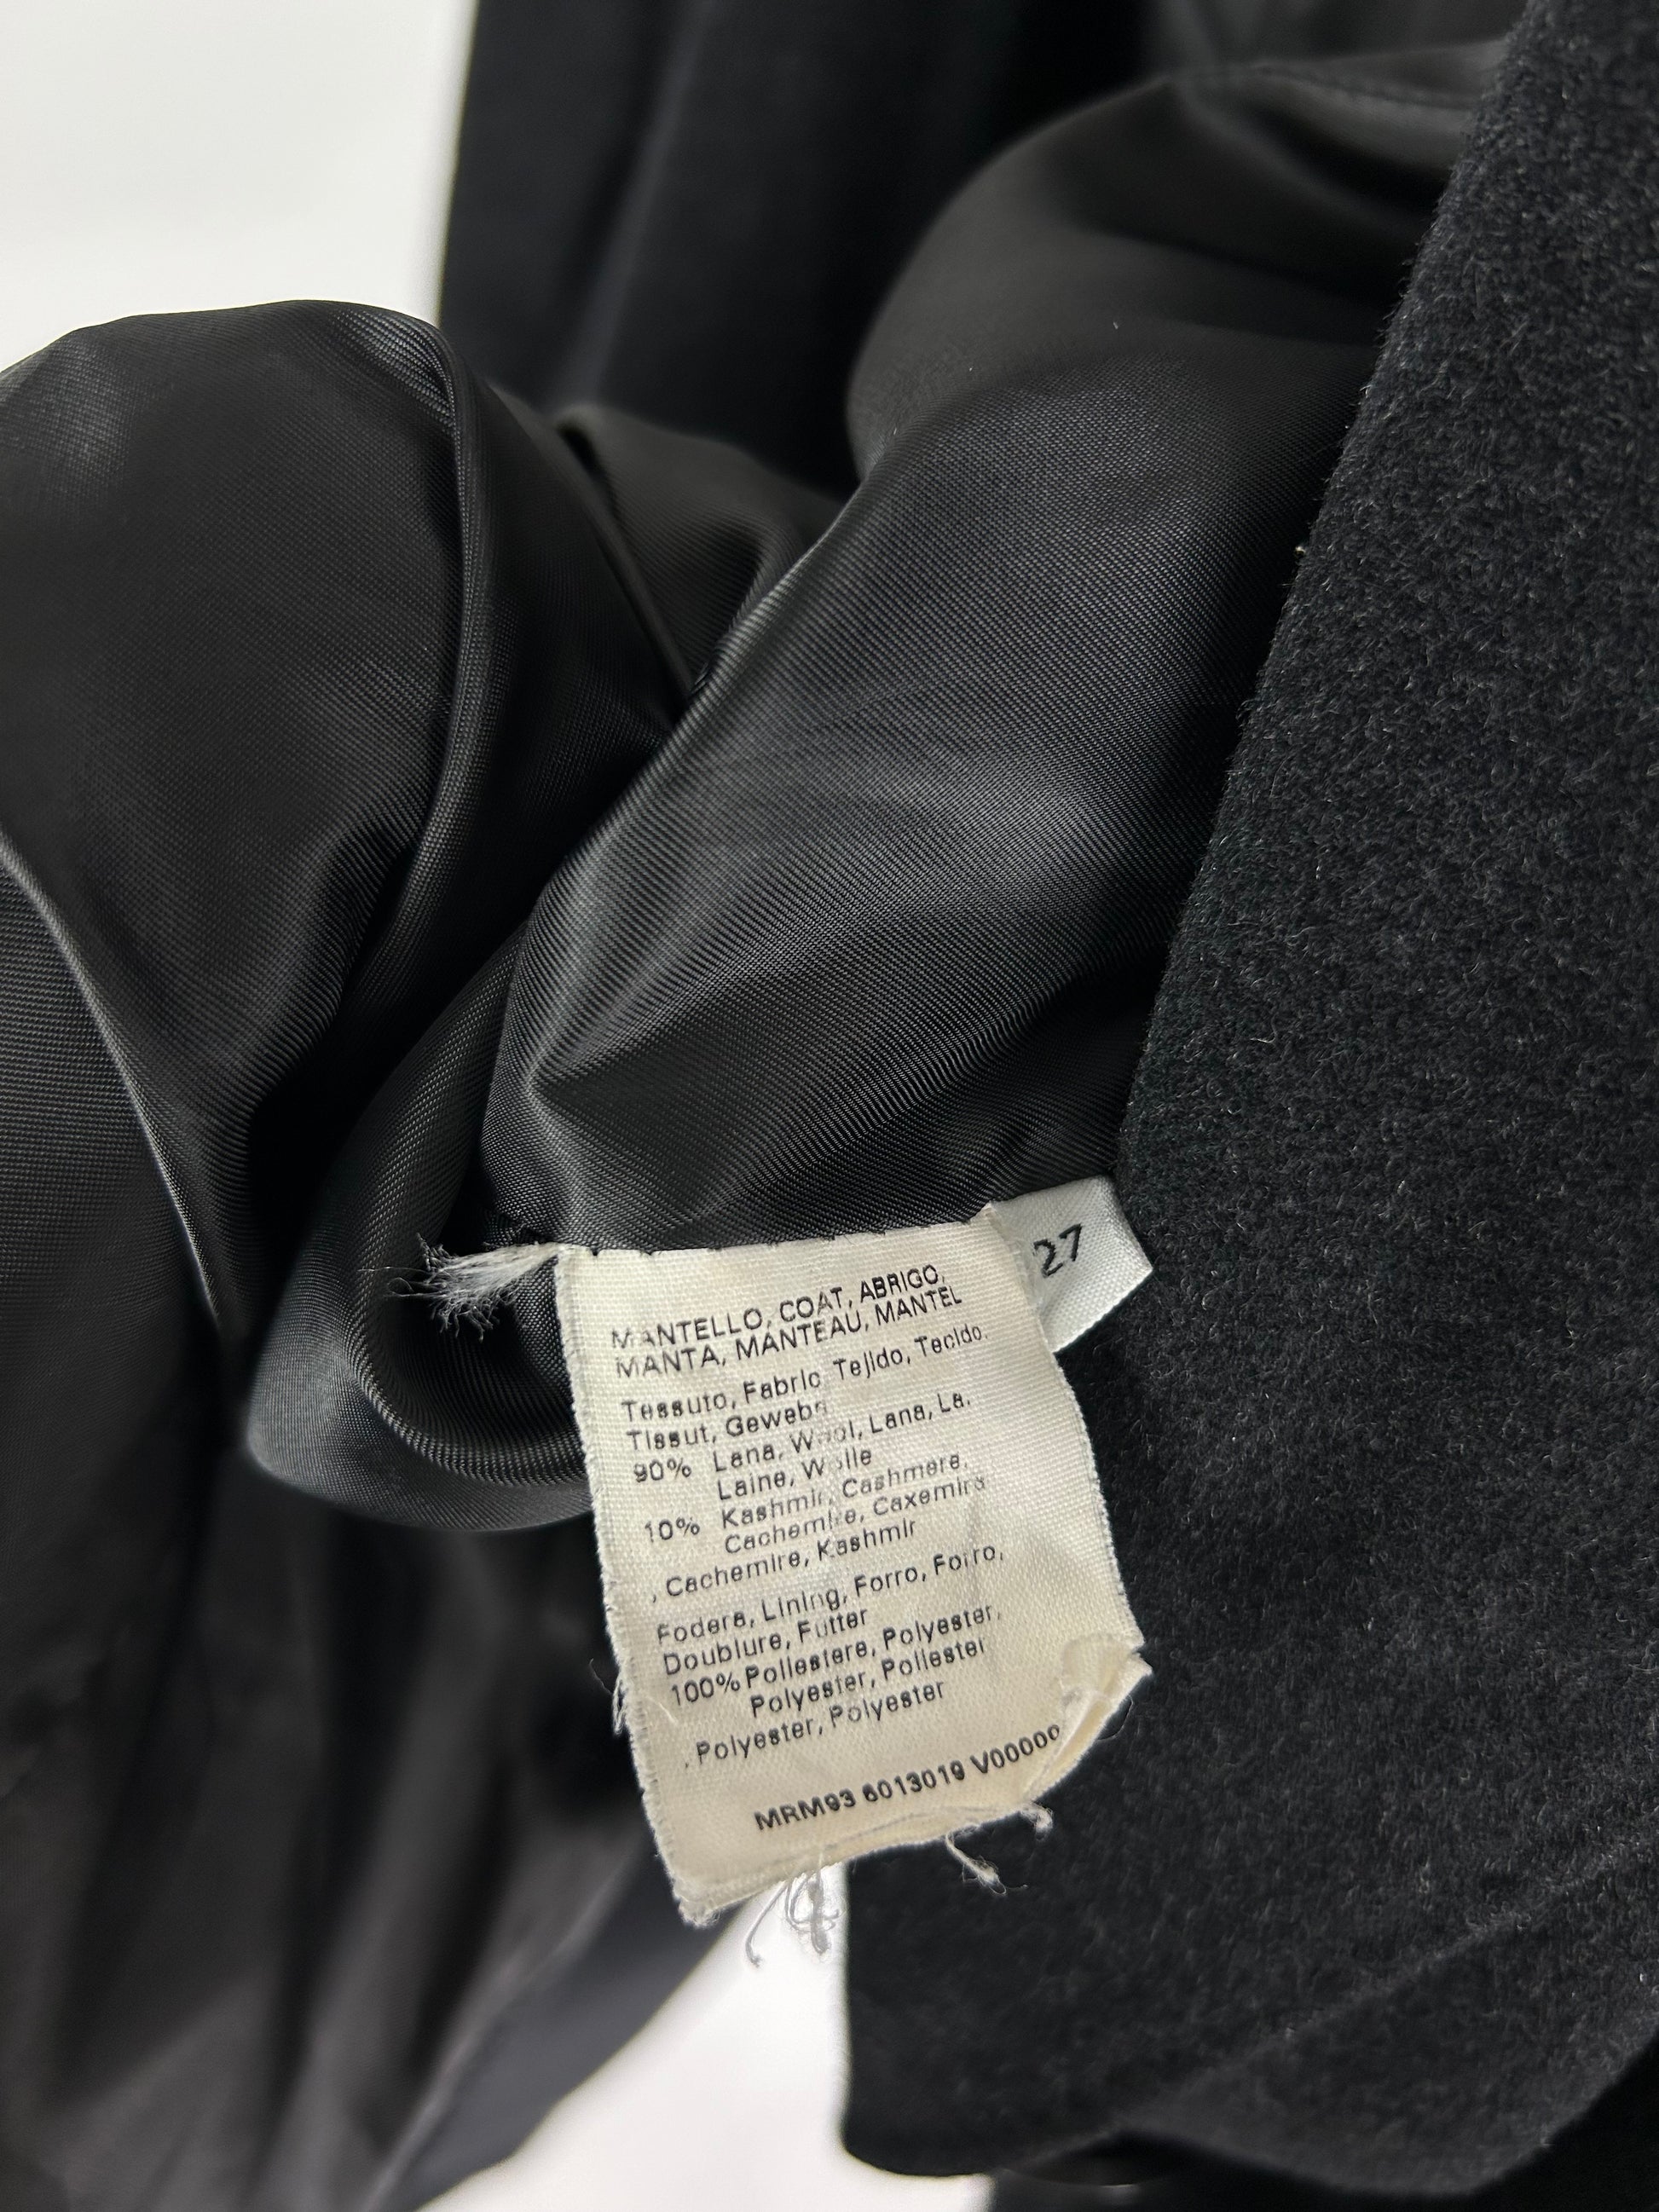 27
MANTELLO, COAT, ABRIGO,
MANTA, MANTEAU, MANTEL
Tessuto, Fabric Tejido, Tecido.
Tissut, Gewebe
90% Lana, Wool, Lana, La.
Laine, Wolle
10% Kashmir, Cashmere,
Cachemire, Caxemira
, Cachemire, Kashmir
Fodera, Lining, Forro, Forro,
Doublure, Futter
100% Poliestere, Polyester,
Polyester, Poliester
, Polyester, Polyester
MRM93 6013019 V00000